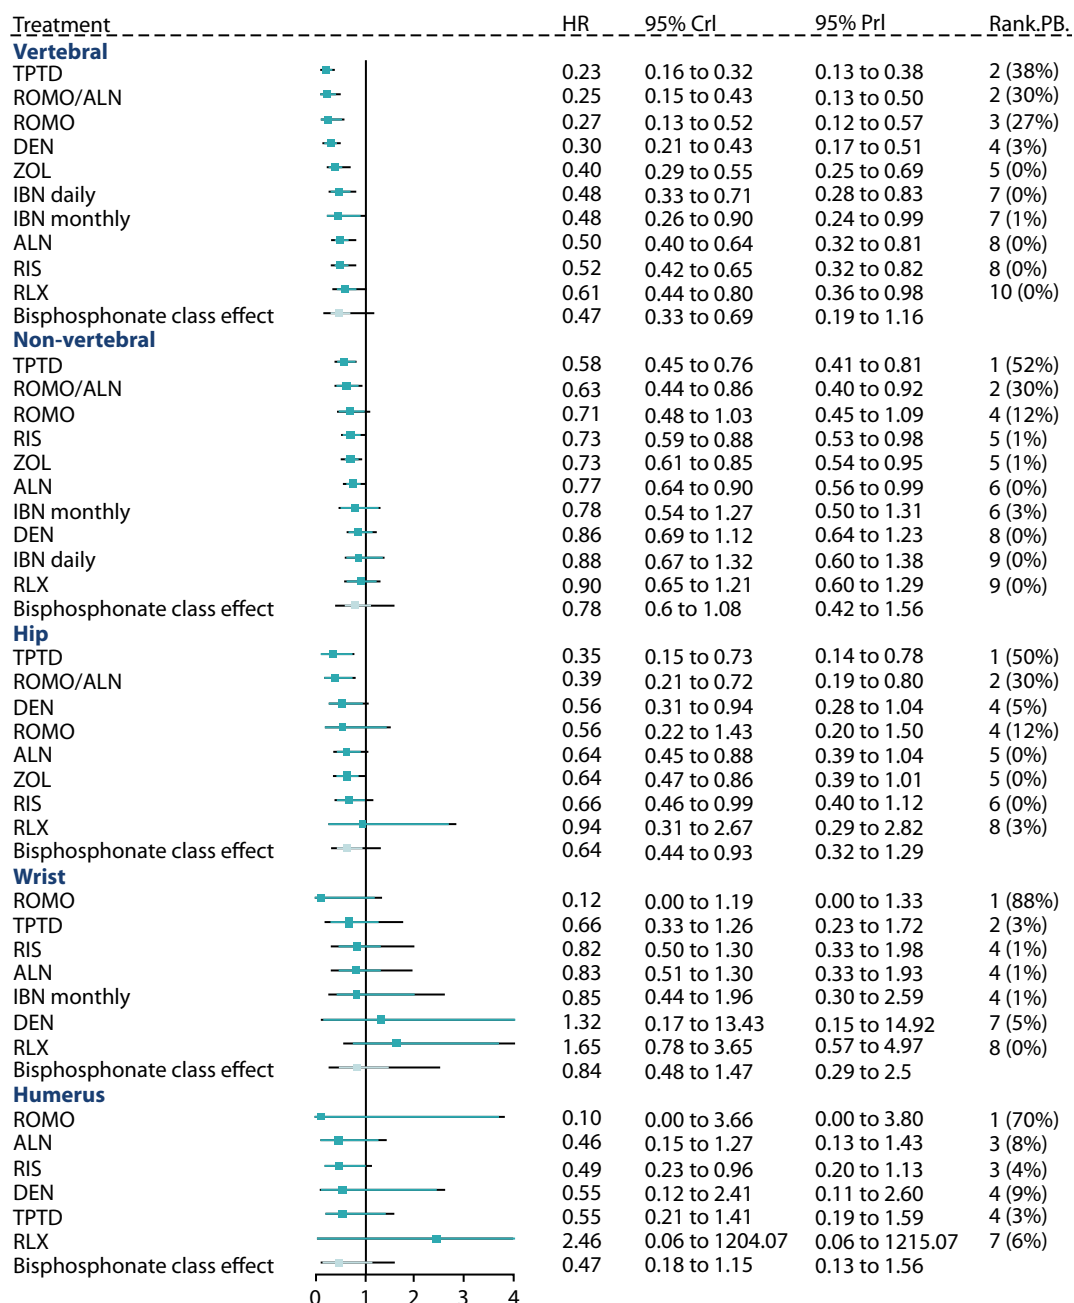 Treatment HR 95% Crl 95% Prl Rank.PB.
Vertebral
TPTD 0.23 0.16 to 0.32 0.13 to 0.38 2 (38%)
ROMO/ALN 0.25 0.15 to 0.43 0.13 to 0.50 2 (30%)
ROMO 0.27 0.13 to 0.52 0.12 to 0.57 3 (27%)
DEN 0.30 0.21 to 0.43 0.17 to 0.51 4 (3%)
ZOL 0.40 0.29 to 0.55 0.25 to 0.69 5 (0%)
IBN daily 0.48 0.33 to 0.71 0.28 to 0.83 7 (0%)
IBN monthly 0.48 0.26 to 0.90 0.24 to 0.99 7 (1%)
ALN 0.50 0.40 to 0.64 0.32 to 0.81 8 (0%)
RIS 0.52 0.42 to 0.65 0.32 to 0.82 8 (0%)
RLX 0.61 0.44 to 0.80 0.36 to 0.98 10 (0%)
Bisphosphonate class effect 0.47 0.33 to 0.69 0.19 to 1.16
Non-vertebral
TPTD 0.58 0.45 to 0.76 0.41 to 0.81 1 (52%)
ROMO/ALN 0.63 0.44 to 0.86 0.40 to 0.92 2 (30%)
ROMO 0.71 0.48 to 1.03 0.45 to 1.09 4 (12%)
RIS 0.73 0.59 to 0.88 0.53 to 0.98 5 (1%)
ZOL 0.73 0.61 to 0.85 0.54 to 0.95 5 (1%)
ALN 0.77 0.64 to 0.90 0.56 to 0.99 6 (0%)
IBN monthly 0.78 0.54 to 1.27 0.50 to 1.31 6 (3%)
DEN 0.86 0.69 to 1.12 0.64 to 1.23 8 (0%)
IBN daily 0.88 0.67 to 1.32 0.60 to 1.38 9 (0%)
RLX 0.90 0.65 to 1.21 0.60 to 1.29 9 (0%)
Bisphosphonate class effect 0.78 0.6 to 1.08 0.42 to 1.56
Hip
TPTD 0.35 0.15 to 0.73 0.14 to 0.78 1 (50%)
ROMO/ALN 0.39 0.21 to 0.72 0.19 to 0.80 2 (30%)
DEN 0.56 0.31 to 0.94 0.28 to 1.04 4 (5%)
ROMO 0.56 0.22 to 1.43 0.20 to 1.50 4 (12%)
ALN 0.64 0.45 to 0.88 0.39 to 1.04 5 (0%)
ZOL 0.64 0.47 to 0.86 0.39 to 1.01 5 (0%)
RIS 0.66 0.46 to 0.99 0.40 to 1.12 6 (0%)
RLX 0.94 0.31 to 2.67 0.29 to 2.82 8 (3%)
Bisphosphonate class effect 0.64 0.44 to 0.93 0.32 to 1.29
Wrist
ROMO 0.12 0.00 to 1.19 0.00 to 1.33 1 (88%)
TPTD 0.66 0.33 to 1.26 0.23 to 1.72 2 (3%)
RIS 0.82 0.50 to 1.30 0.33 to 1.98 4 (1%)
ALN 0.83 0.51 to 1.30 0.33 to 1.93 4 (1%)
IBN monthly 0.85 0.44 to 1.96 0.30 to 2.59 4 (1%)
DEN 1.32 0.17 to 13.43 0.15 to 14.92 7 (5%)
RLX 1.65 0.78 to 3.65 0.57 to 4.97 8 (0%)
Bisphosphonate class effect 0.84 0.48 to 1.47 0.29 to 2.5
Humerus
ROMO 0.10 0.00 to 3.66 0.00 to 3.80 1 (70%)
ALN 0.46 0.15 to 1.27 0.13 to 1.43 3 (8%)
RIS 0.49 0.23 to 0.96 0.20 to 1.13 3 (4%)
DEN 0.55 0.12 to 2.41 0.11 to 2.60 4 (9%)
TPTD 0.55 0.21 to 1.41 0.19 to 1.59 4 (3%)
RLX 2.46 0.06 to 1204.07 0.06 to 1215.07 7 (6%)
Bisphosphonate class effect 0.47 0.18 to 1.15 0.13 to 1.56
0 1 2 3 4